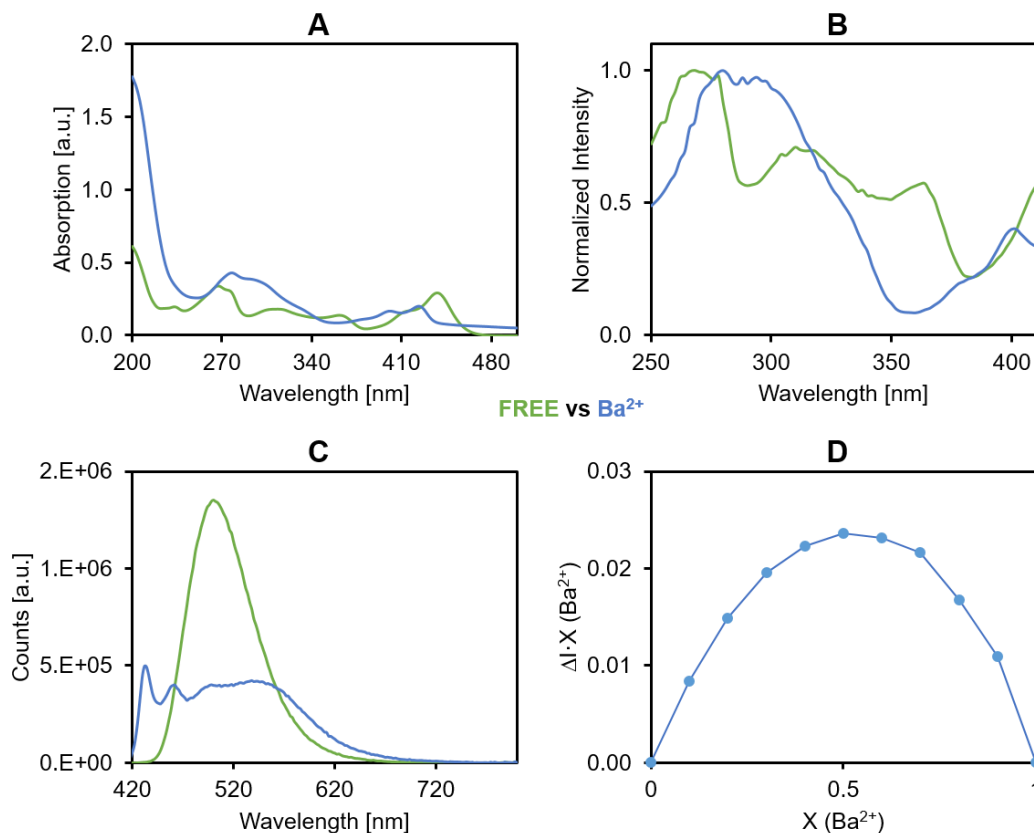 A
2.0
1.5
1.0
0.5
0.0
Absorption [a.u.]
200 270 340 410 480
Wavelength [nm]
B
1.0
0.5
0.0
Normalized Intensity
250 300 350 400
Wavelength [nm]
FREE vs Ba²⁺
C
2.E+06
1.E+06
5.E+05
0.E+00
Counts [a.u.]
420 520 620 720
Wavelength [nm]
D
0.03
0.02
0.01
0.00
ΔI·X (Ba²⁺)
0 0.5 1
X (Ba²⁺)